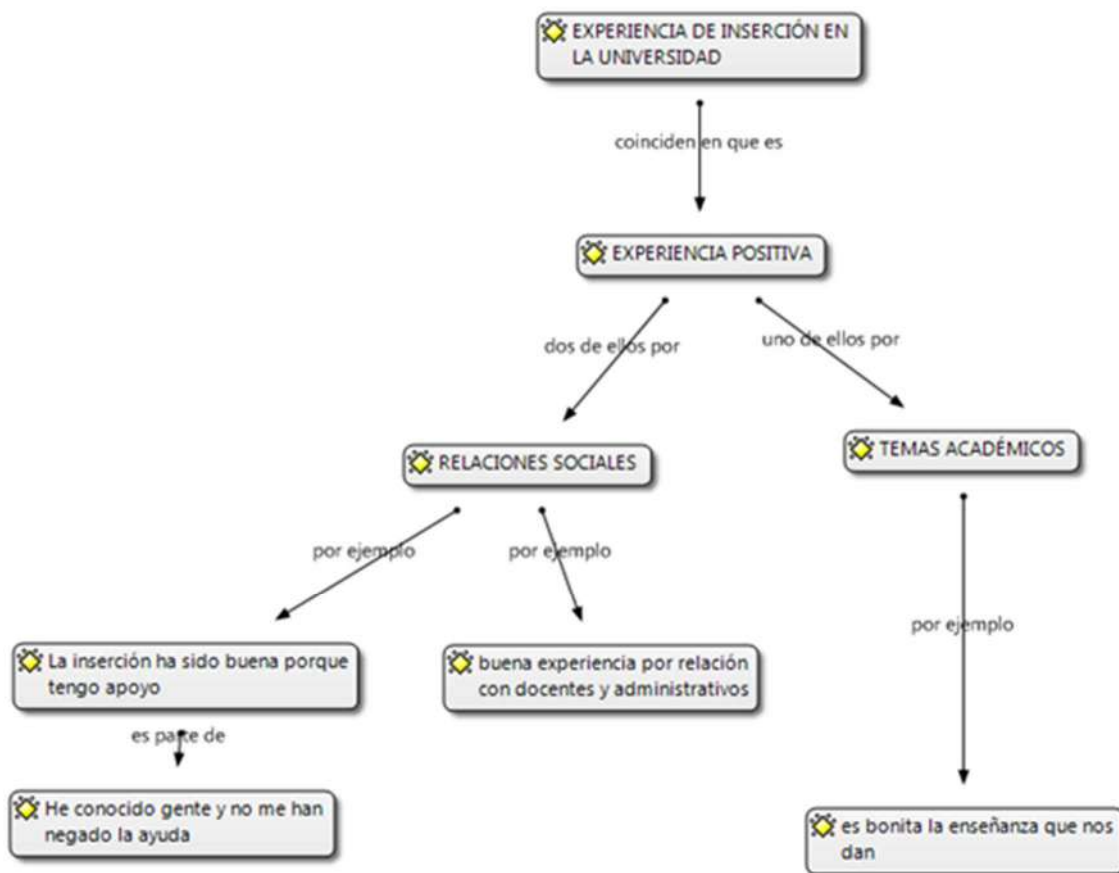 EXPERIENCIA DE INSERCIÓN EN
LA UNIVERSIDAD
coinciden en que es
EXPERIENCIA POSITIVA
dos de ellos por
uno de ellos por
RELACIONES SOCIALES
TEMAS ACADÉMICOS
por ejemplo
por ejemplo
por ejemplo
La inserción ha sido buena porque
tengo apoyo
buena experiencia por relación
con docentes y administrativos
es parte de
He conocido gente y no me han
negado la ayuda
es bonita la enseñanza que nos
dan